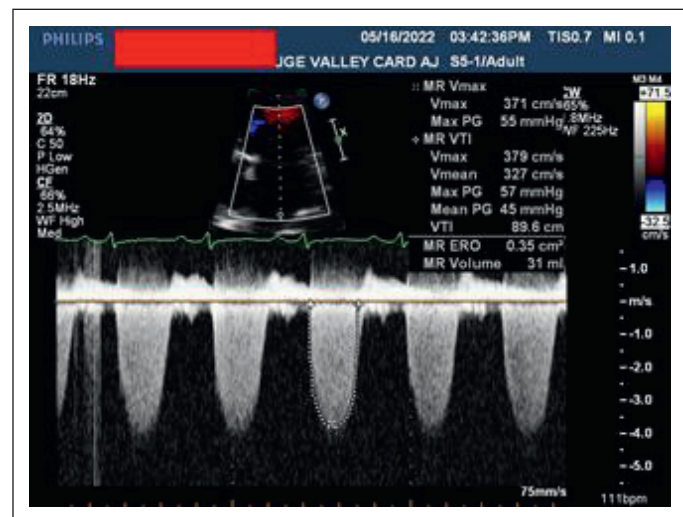 PHILIPS
05/16/2022 03:42:36PM TIS0.7 MI 0.1
UGE VALLEY CARD AJ S5-1/Adult
FR 18Hz
22cm
2D
64%
C 50
P Low
HGen
CF
66%
2.5MHz
WF High
Med
MR Vmax
Vmax 371 cm/s
Max PG 55 mmHg
MR VTI
Vmax 379 cm/s
Vmean 327 cm/s
Max PG 57 mmHg
Mean PG 45 mmHg
VTI 89.6 cm
MR ERO 0.35 cm²
MR Volume 31 ml
65%
.8MHz
WF 225Hz
M3 M4
+71.5
-32.5
cm/s
1.0
m/s
-1.0
-2.0
-3.0
-4.0
-5.0
75mm/s
111bpm